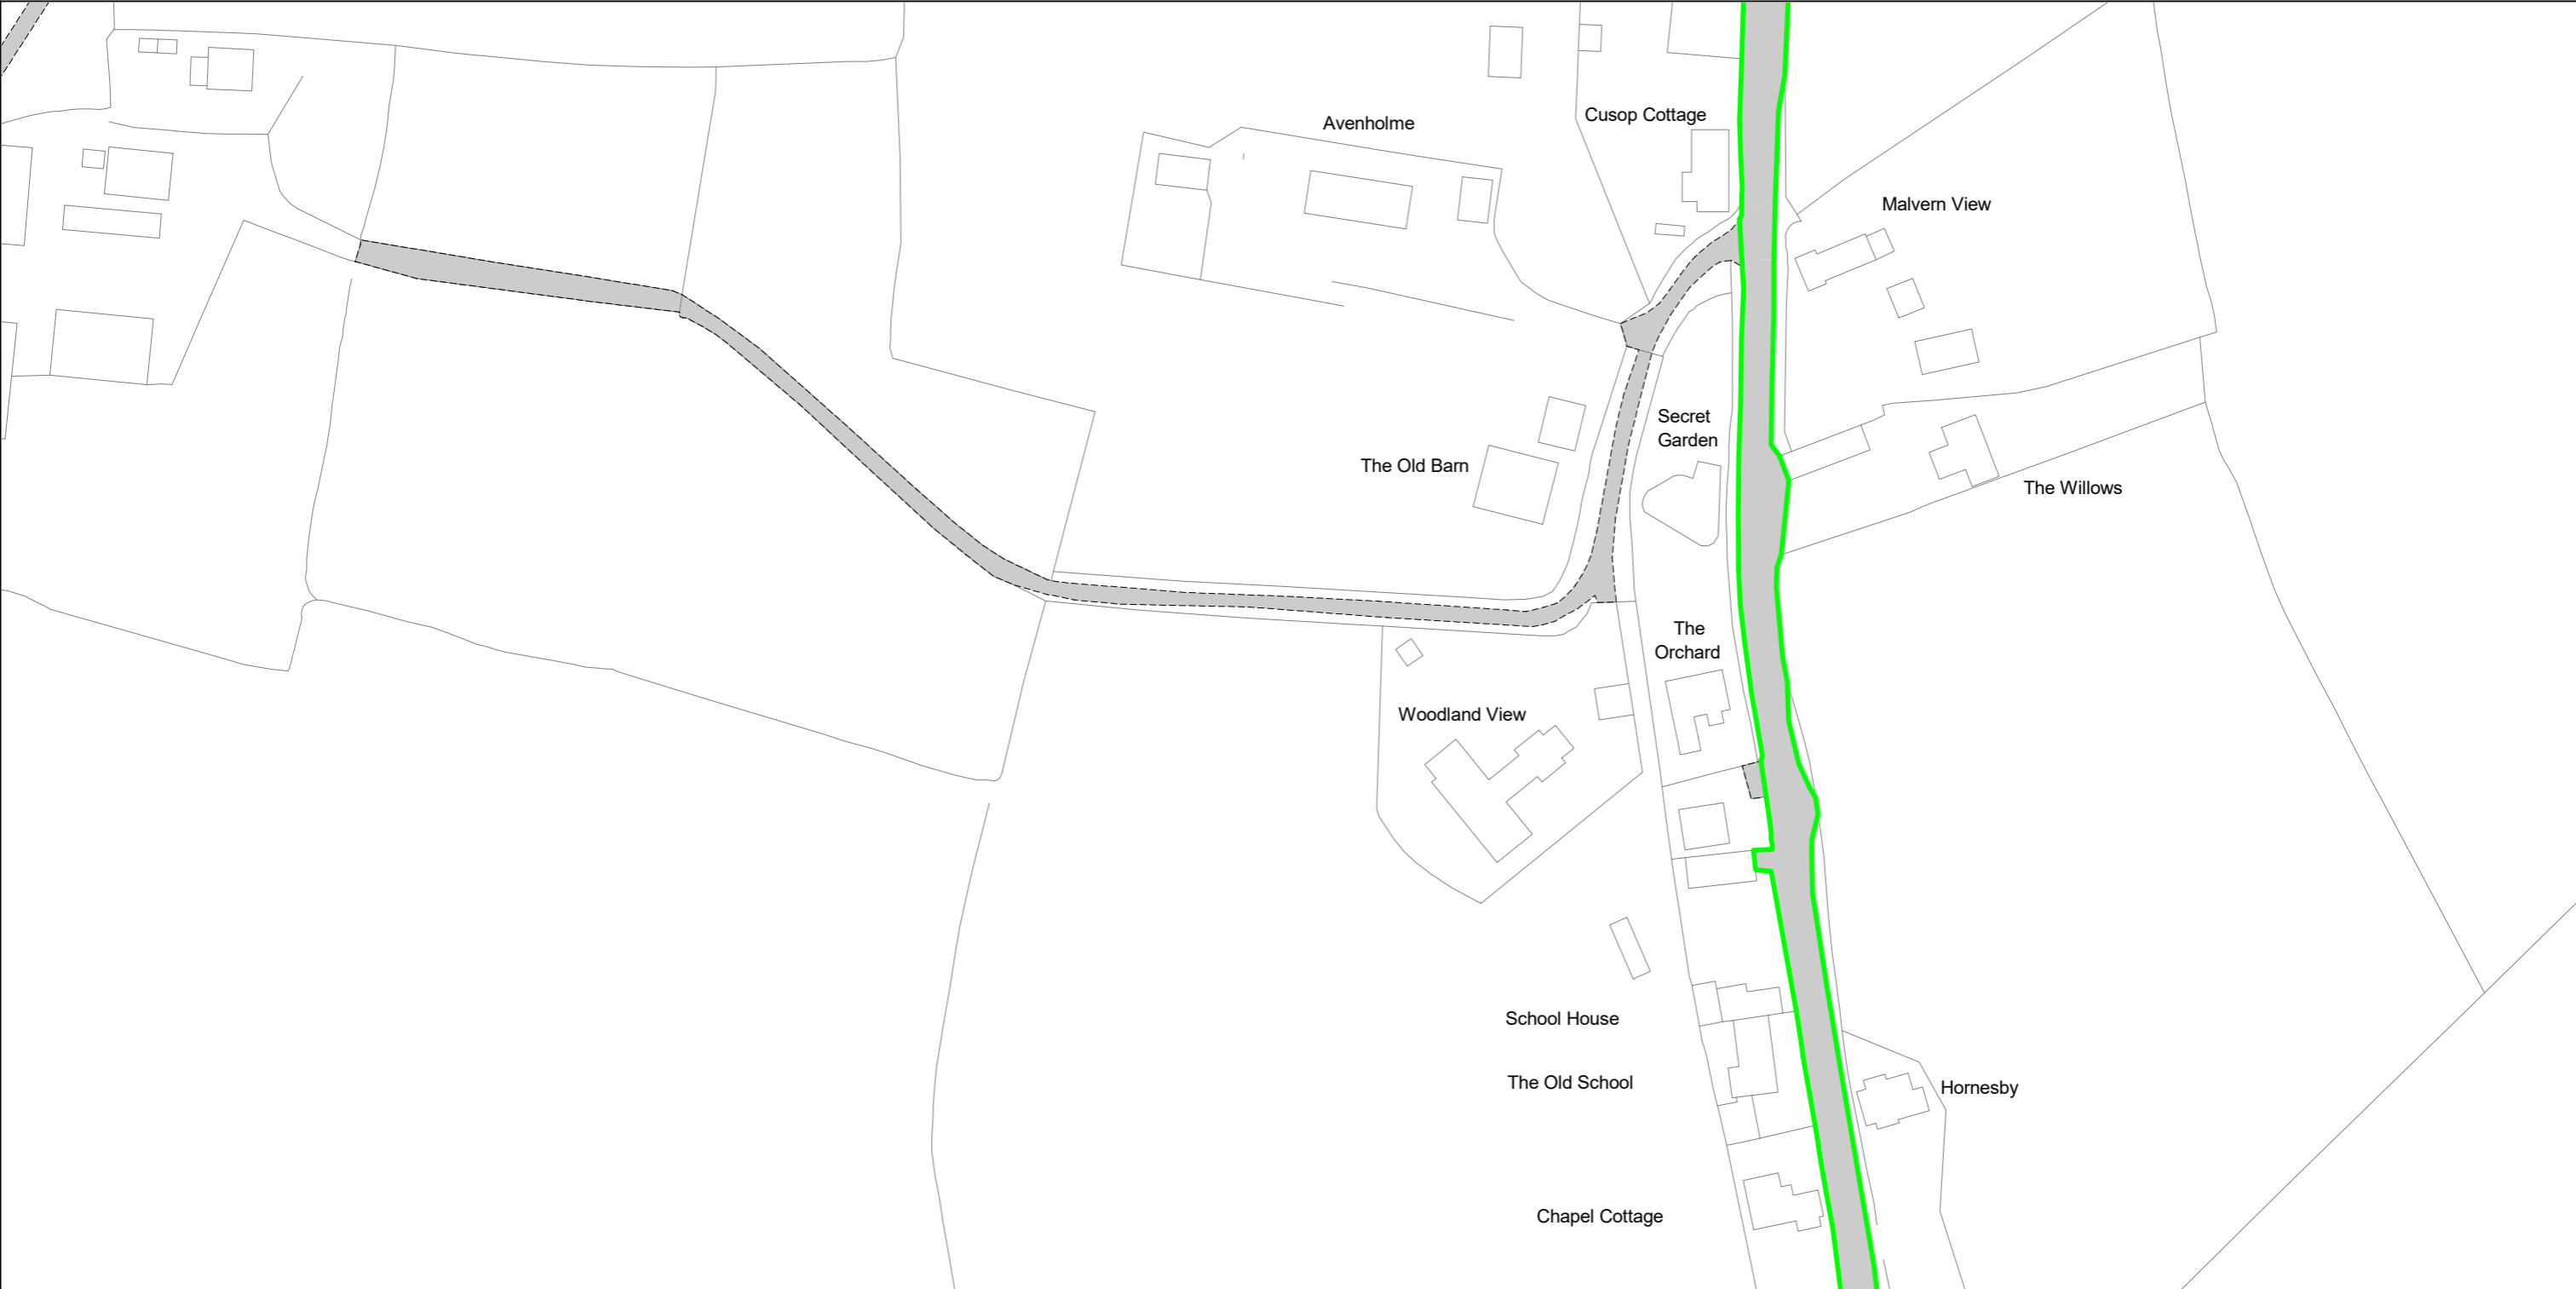 Cusop Cottage
Avenholme
Malvern View
Secret
Garden
The Old Barn
The Willows
The
Orchard
Woodland View
School House
The Old School
Hornesby
Chapel Cottage